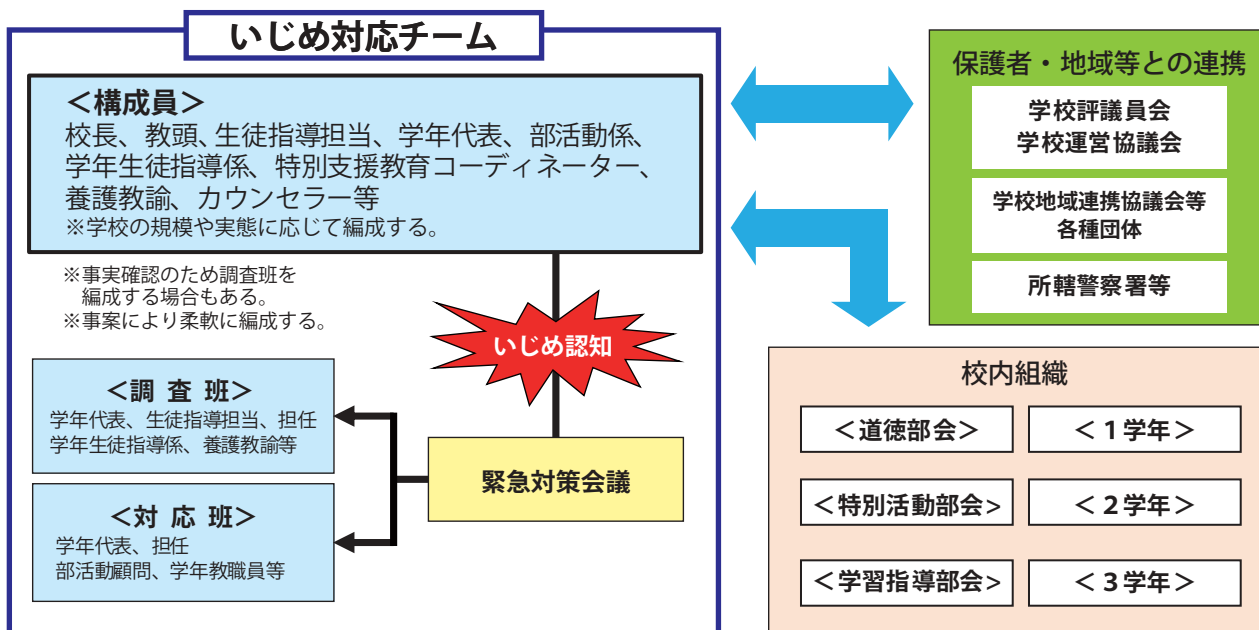 いじめ対応チーム
＜構成員＞
校長、教頭、生徒指導担当、学年代表、部活動係、
学年生徒指導係、特別支援教育コーディネーター、
養護教諭、カウンセラー等
※学校の規模や実態に応じて編成する。
※事実確認のため調査班を
編成する場合もある。
※事案により柔軟に編成する。
いじめ認知
＜調 査 班＞
学年代表、生徒指導担当、担任
学年生徒指導係、養護教諭等
緊急対策会議
＜対 応 班＞
学年代表、担任
部活動顧問、学年教職員等
保護者・地域等との連携
学校評議員会
学校運営協議会
学校地域連携協議会等
各種団体
所轄警察署等
校内組織
＜道徳部会＞
＜１学年＞
＜特別活動部会＞
＜２学年＞
＜学習指導部会＞
＜３学年＞